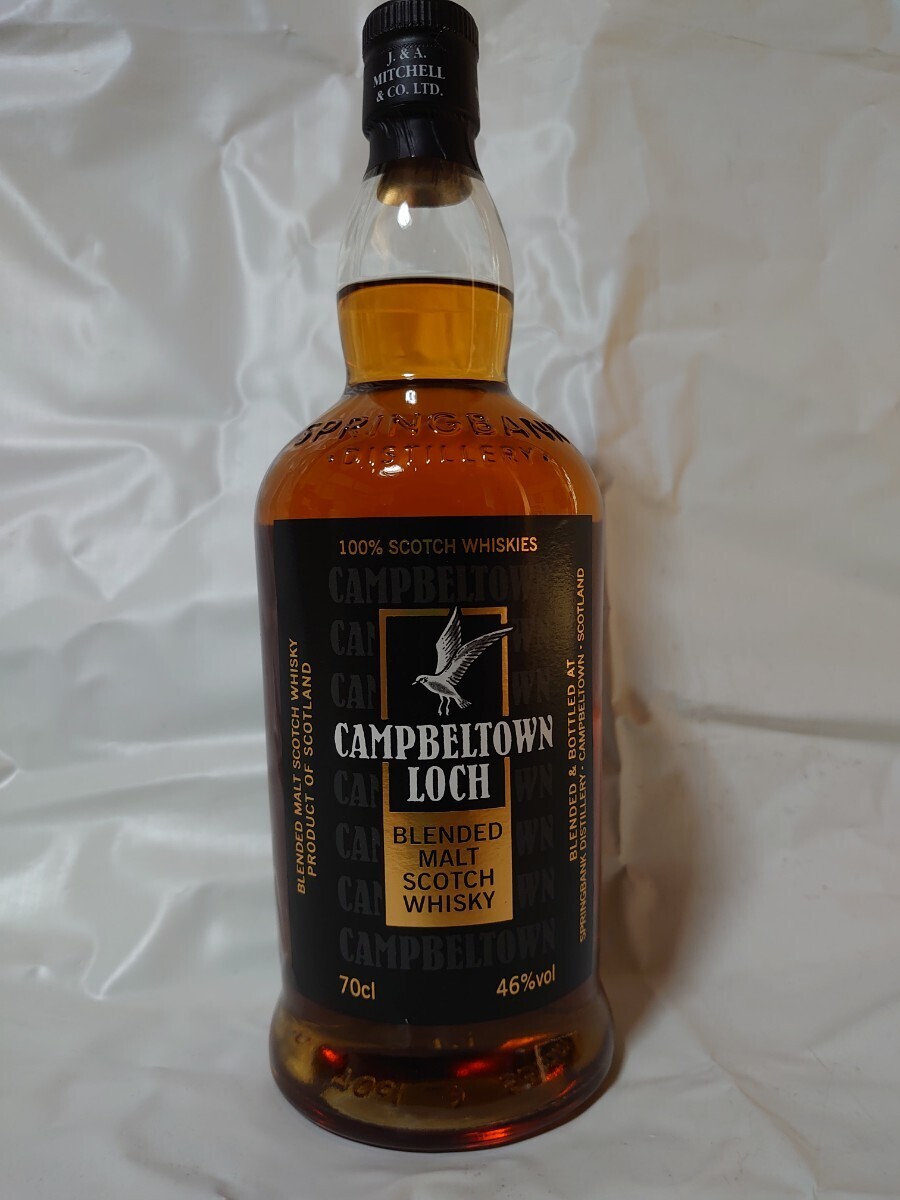 J. & A.
MITCHELL
& CO. LTD.
SPRINGBANK
·DISTILLERY·
100% SCOTCH WHISKIES
CAMPBELTOWN
CAMPBELTOWN
LOCH
BLENDED
MALT
SCOTCH
WHISKY
CAMPBELTOWN
70cl
46%vol
BLENDED MALT SCOTCH WHISKY
PRODUCT OF SCOTLAND
BLENDED & BOTTLED AT
SPRINGBANK DISTILLERY · CAMPBELTOWN · SCOTLAND